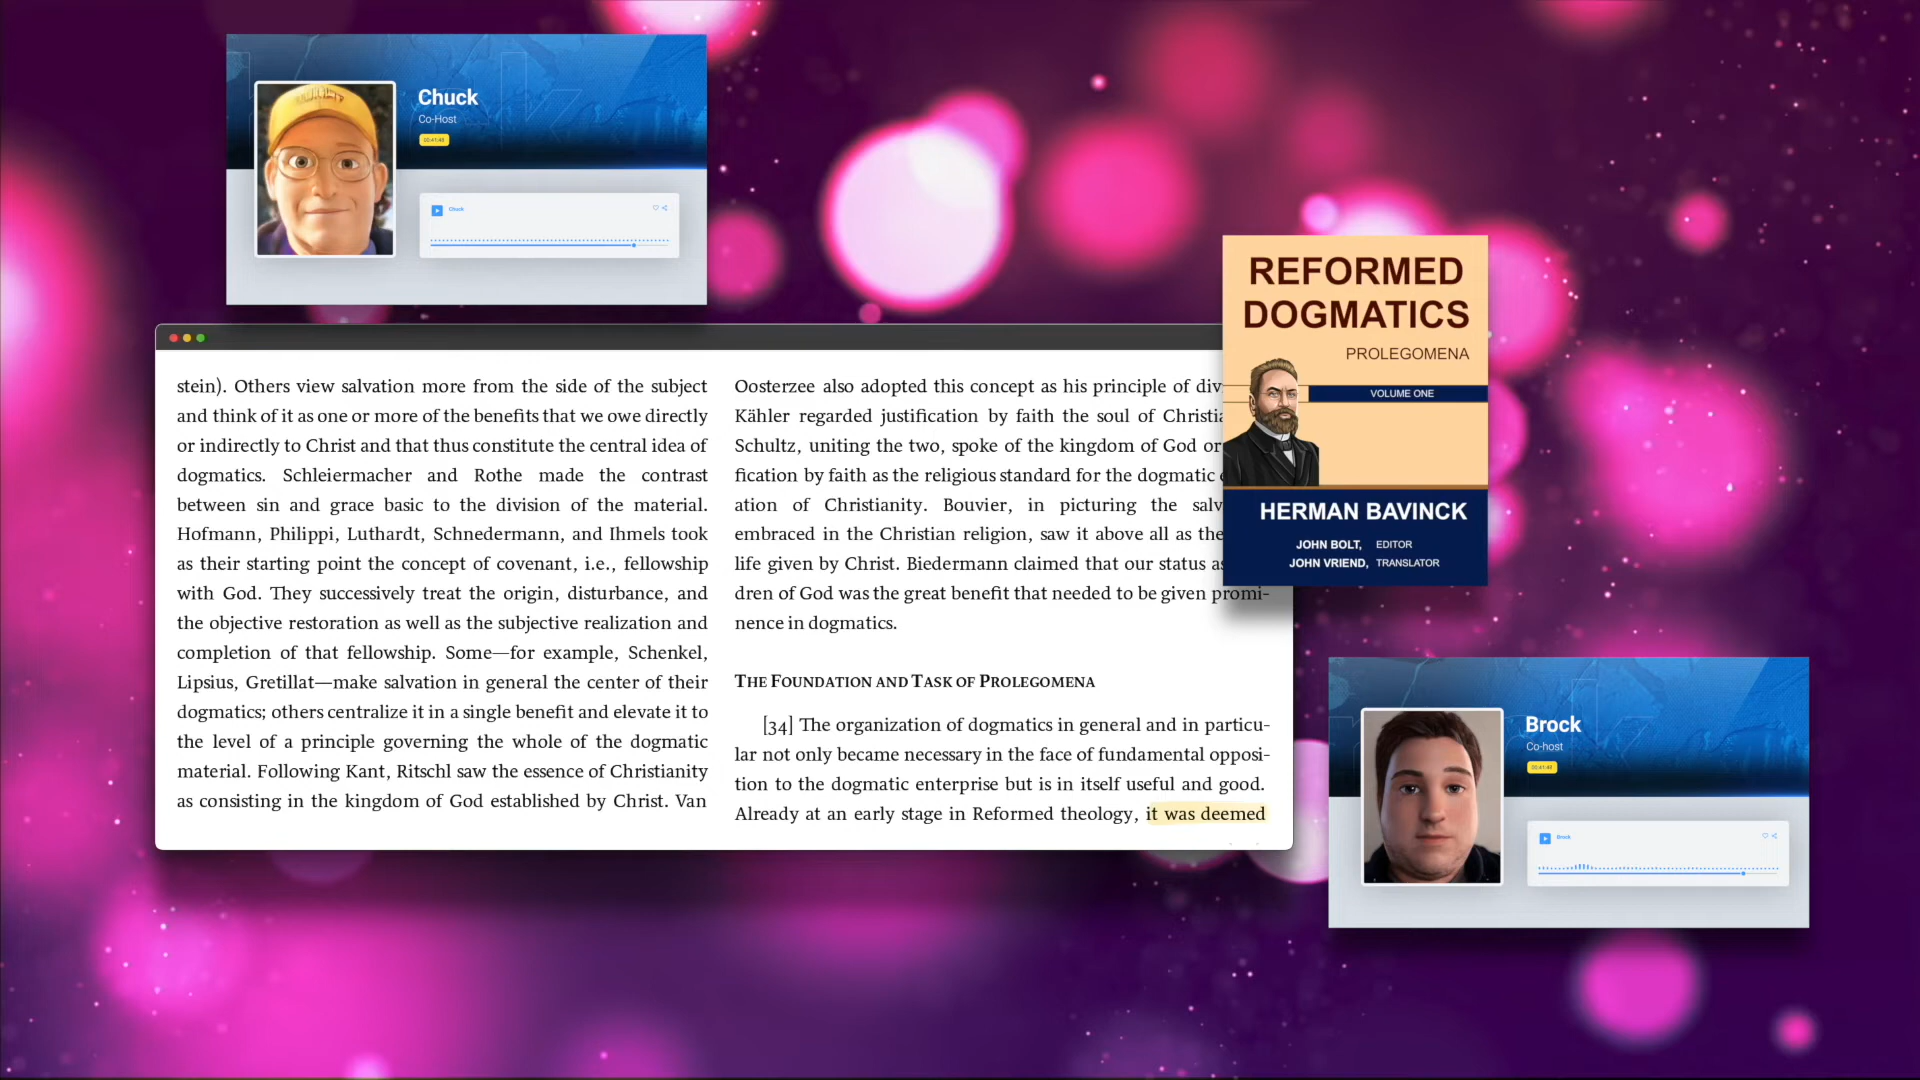 Chuck
Co-Host
00:41:48
Chuck
stein). Others view salvation more from the side of the subject
and think of it as one or more of the benefits that we owe directly
or indirectly to Christ and that thus constitute the central idea of
dogmatics. Schleiermacher and Rothe made the contrast
between sin and grace basic to the division of the material.
Hofmann, Philippi, Luthardt, Schnedermann, and Ihmels took
as their starting point the concept of covenant, i.e., fellowship
with God. They successively treat the origin, disturbance, and
the objective restoration as well as the subjective realization and
completion of that fellowship. Some—for example, Schenkel,
Lipsius, Gretillat—make salvation in general the center of their
dogmatics; others centralize it in a single benefit and elevate it to
the level of a principle governing the whole of the dogmatic
material. Following Kant, Ritschl saw the essence of Christianity
as consisting in the kingdom of God established by Christ. Van
Oosterzee also adopted this concept as his principle of div
Kähler regarded justification by faith the soul of Christia
Schultz, uniting the two, spoke of the kingdom of God or
fication by faith as the religious standard for the dogmatic
ation of Christianity. Bouvier, in picturing the salv
embraced in the Christian religion, saw it above all as the
life given by Christ. Biedermann claimed that our status as
dren of God was the great benefit that needed to be given promi-
nence in dogmatics.
THE FOUNDATION AND TASK OF PROLEGOMENA
[34] The organization of dogmatics in general and in particu-
lar not only became necessary in the face of fundamental opposi-
tion to the dogmatic enterprise but is in itself useful and good.
Already at an early stage in Reformed theology, it was deemed
REFORMED
DOGMATICS
PROLEGOMENA
VOLUME ONE
HERMAN BAVINCK
JOHN BOLT, EDITOR
JOHN VRIEND, TRANSLATOR
Brock
Co-host
00:41:48
Brock